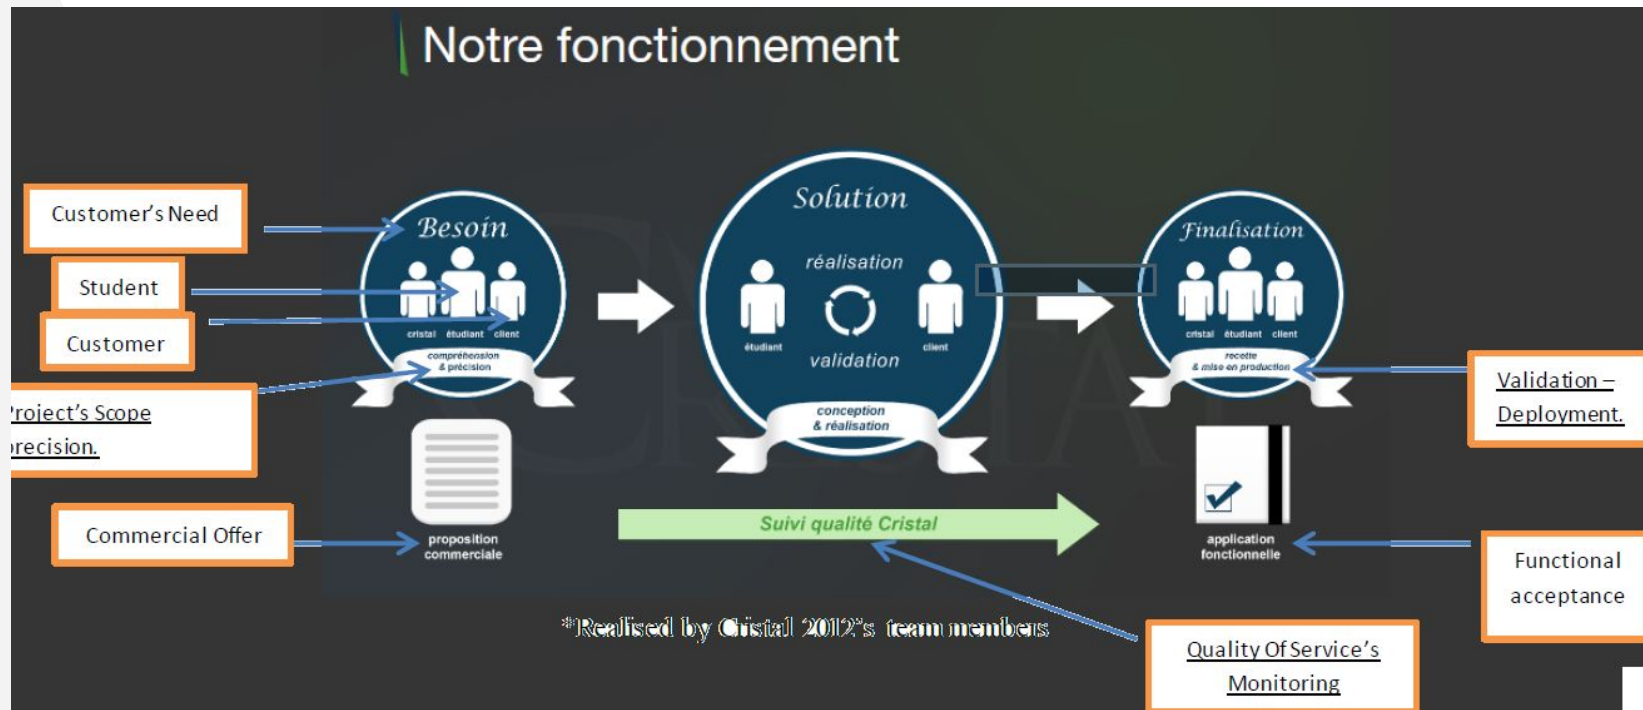 Notre fonctionnement
Customer's Need
Student
Customer
Project's Scope
precision.
Commercial Offer
Besoin
cristal étudiant client
compréhension
& précision
proposition
commerciale
Solution
réalisation
étudiant
client
validation
conception
& réalisation
Suivi qualité Cristal
Finalisation
cristal étudiant client
recette
& mise en production
application
fonctionnelle
Validation –
Deployment.
Functional
acceptance
*Realised by Cristal 2012's team members
Quality Of Service's
Monitoring